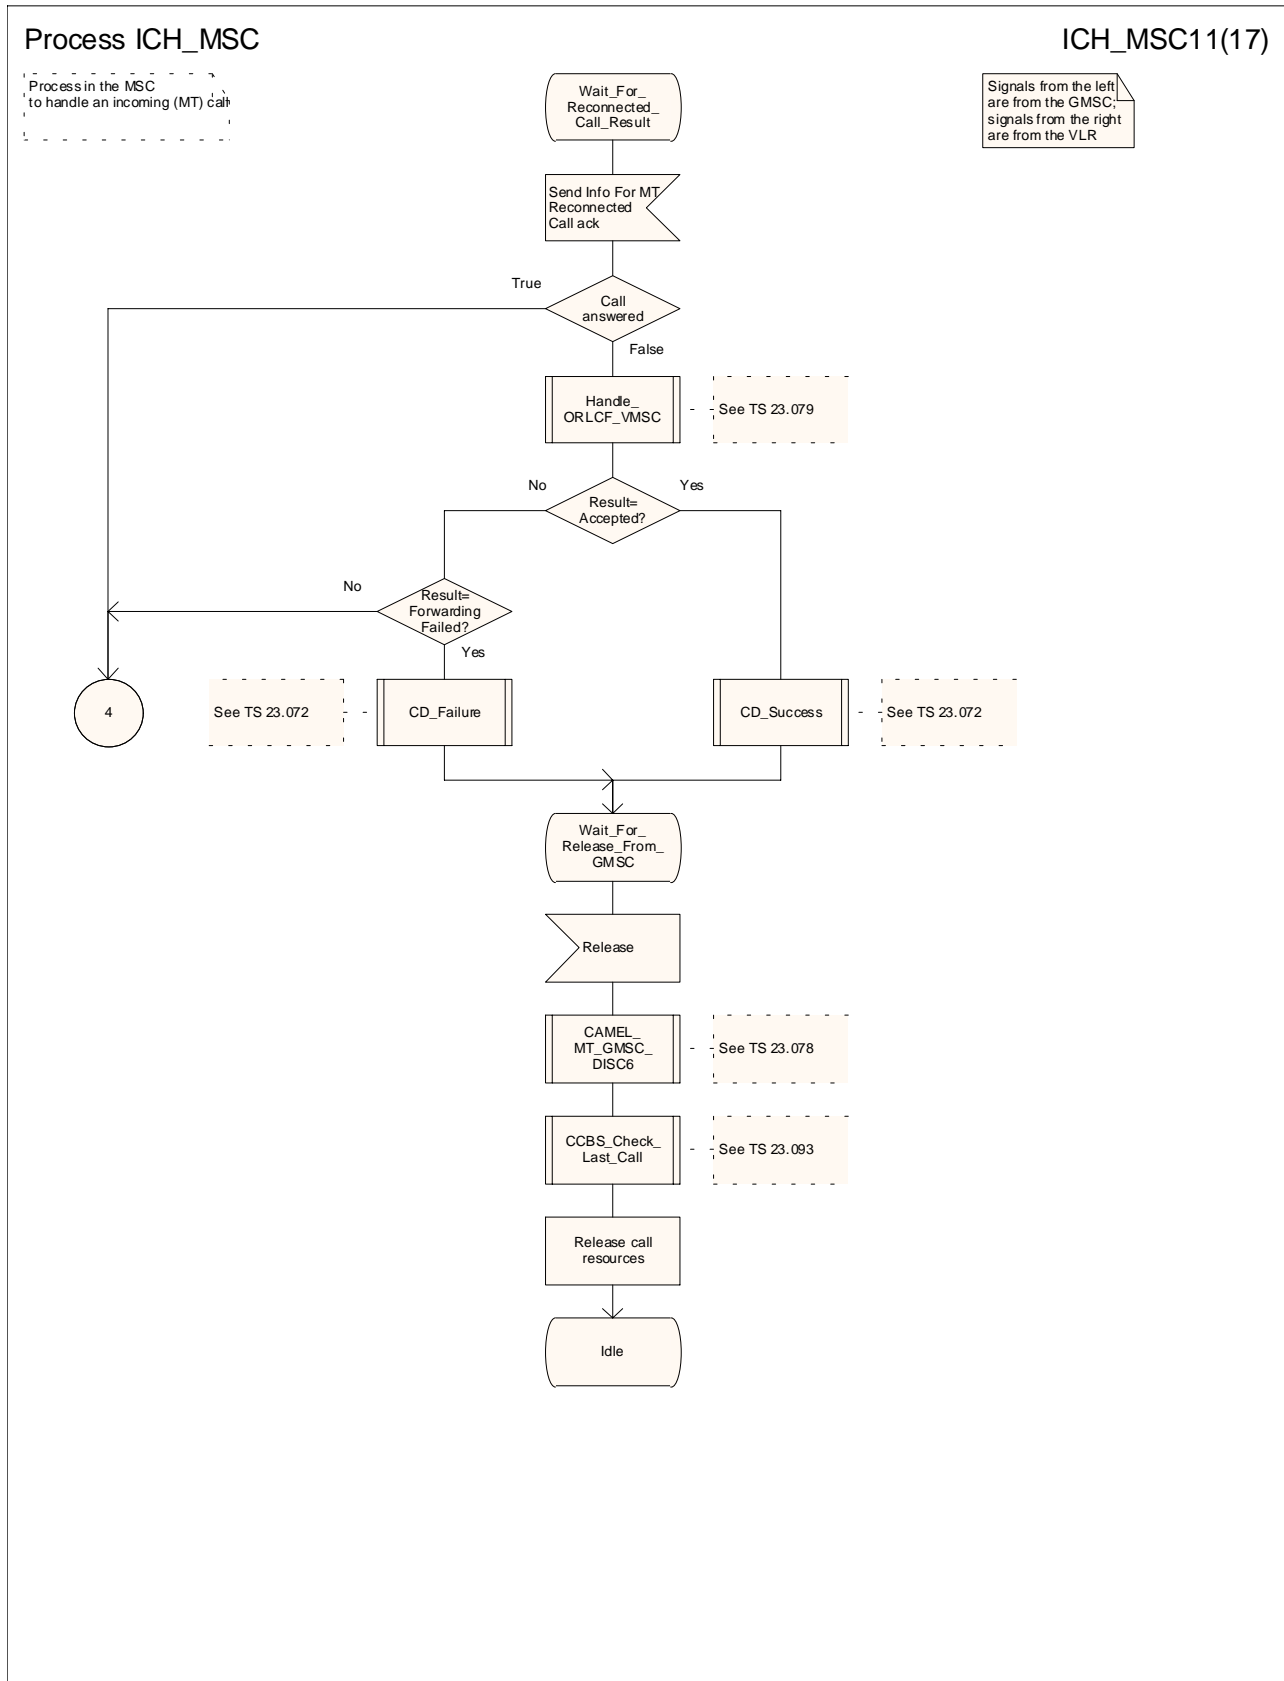 Process ICH_MSC
ICH_MSC11(17)
Process in the MSC
to handle an incoming (MT) call
Signals from the left
are from the GMSC;
signals from the right
are from the VLR
Wait_For_
Reconnected_
Call_Result
Send Info For MT
Reconnected
Call ack
True
Call
answered
False
Handle_
ORLCF_VMSC
See TS 23.079
No
Yes
Result=
Accepted?
No
Result=
Forwarding
Failed?
Yes
4
See TS 23.072
CD_Failure
CD_Success
See TS 23.072
Wait_For_
Release_From_
GMSC
Release
CAMEL_
MT_GMSC_
DISC6
See TS 23.078
CCBS_Check_
Last_Call
See TS 23.093
Release call
resources
Idle